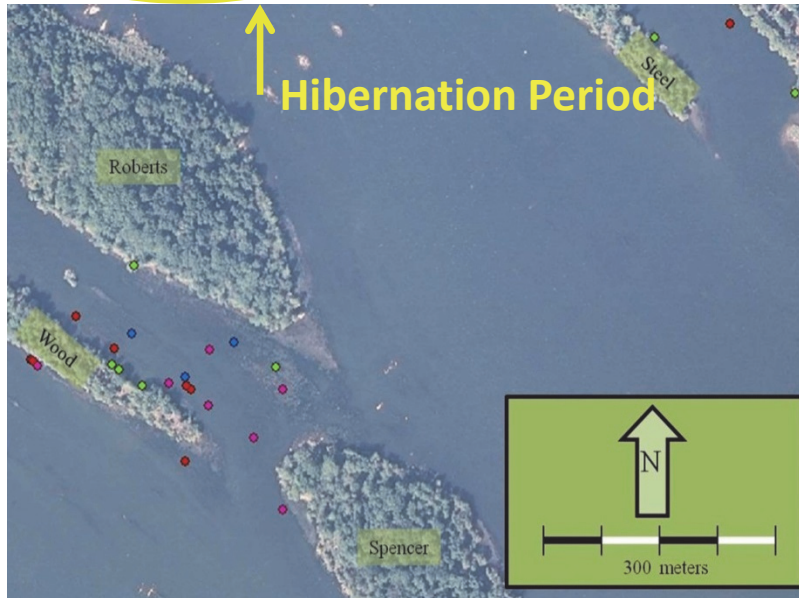 Steel
Hibernation Period
Roberts
Wood
N
Spencer
300 meters